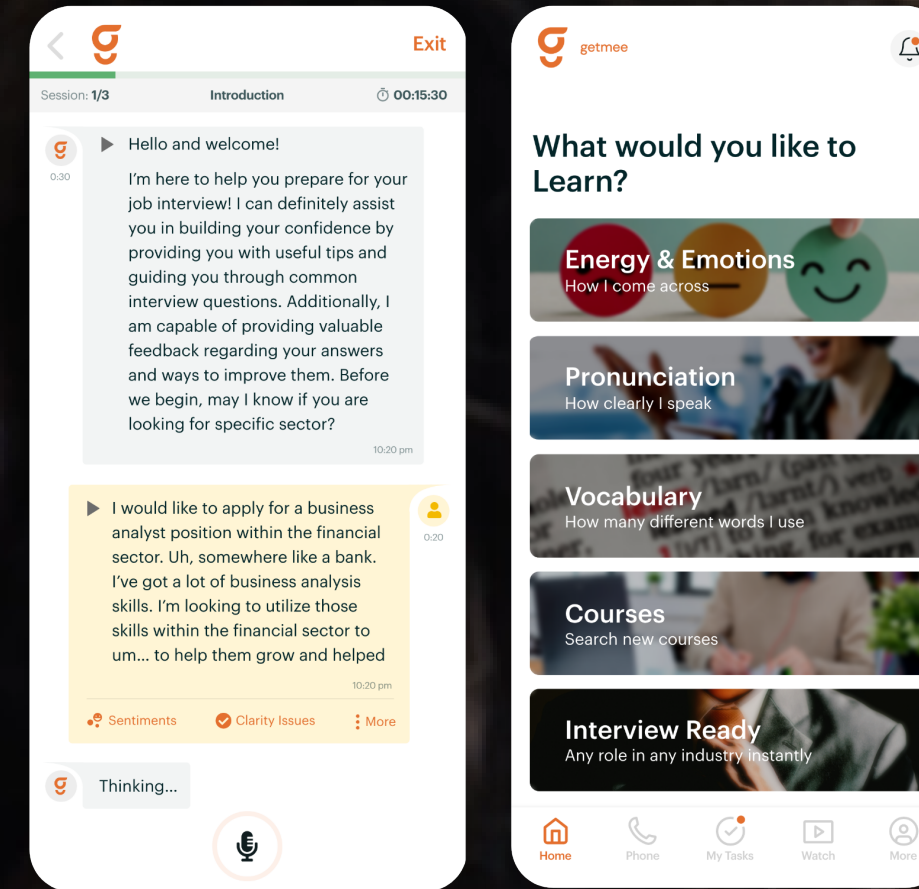 Exit
Session: 1/3
Introduction
00:15:30
Hello and welcome!
0:30
I'm here to help you prepare for your
job interview! I can definitely assist
you in building your confidence by
providing you with useful tips and
guiding you through common
interview questions. Additionally, I
am capable of providing valuable
feedback regarding your answers
and ways to improve them. Before
we begin, may I know if you are
looking for specific sector?
10:20 pm
I would like to apply for a business
analyst position within the financial
sector. Uh, somewhere like a bank.
I've got a lot of business analysis
skills. I'm looking to utilize those
skills within the financial sector to
um... to help them grow and helped
0:20
10:20 pm
Sentiments
Clarity Issues
More
Thinking...
getmee
What would you like to
Learn?
Energy & Emotions
How I come across
Pronunciation
How clearly I speak
Vocabulary
How many different words I use
Courses
Search new courses
Interview Ready
Any role in any industry instantly
Home
Phone
My Tasks
Watch
More